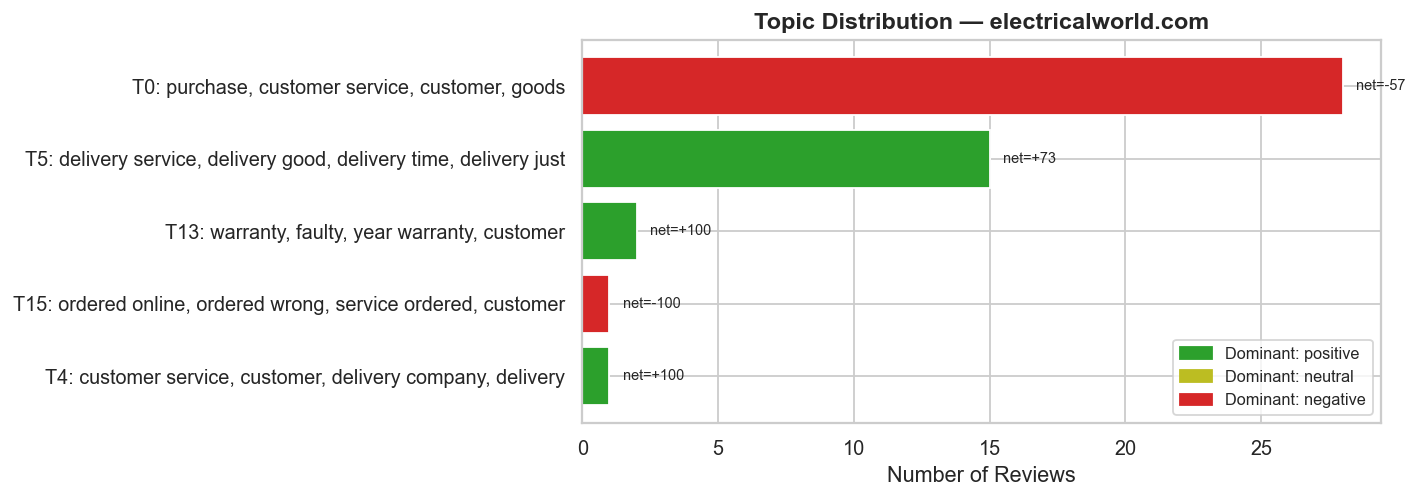 Topic Distribution — electricalworld.com
T0: purchase, customer service, customer, goods
net=-57
T5: delivery service, delivery good, delivery time, delivery just
net=+73
T13: warranty, faulty, year warranty, customer
net=+100
T15: ordered online, ordered wrong, service ordered, customer
net=-100
T4: customer service, customer, delivery company, delivery
net=+100
Dominant: positive
Dominant: neutral
Dominant: negative
0 5 10 15 20 25
Number of Reviews